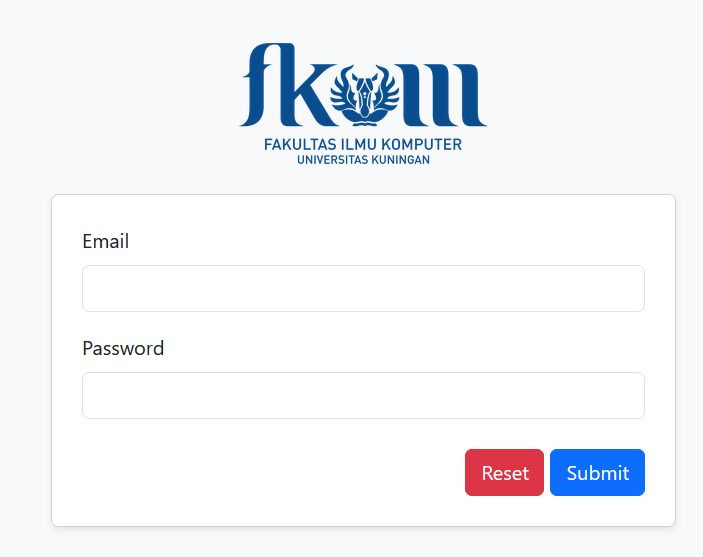 fkom
FAKULTAS ILMU KOMPUTER
UNIVERSITAS KUNINGAN
Email
Password
Reset Submit